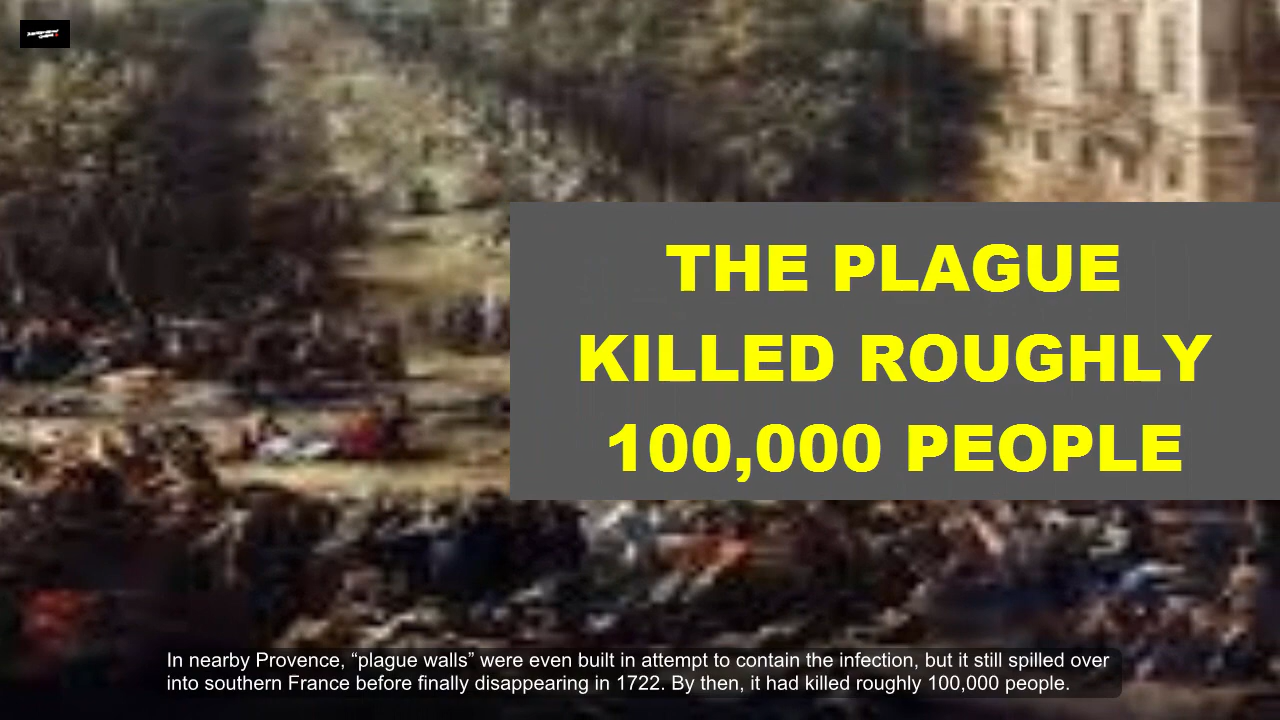 THE PLAGUE
KILLED ROUGHLY
100,000 PEOPLE
In nearby Provence, “plague walls” were even built in attempt to contain the infection, but it still spilled over
into southern France before finally disappearing in 1722. By then, it had killed roughly 100,000 people.